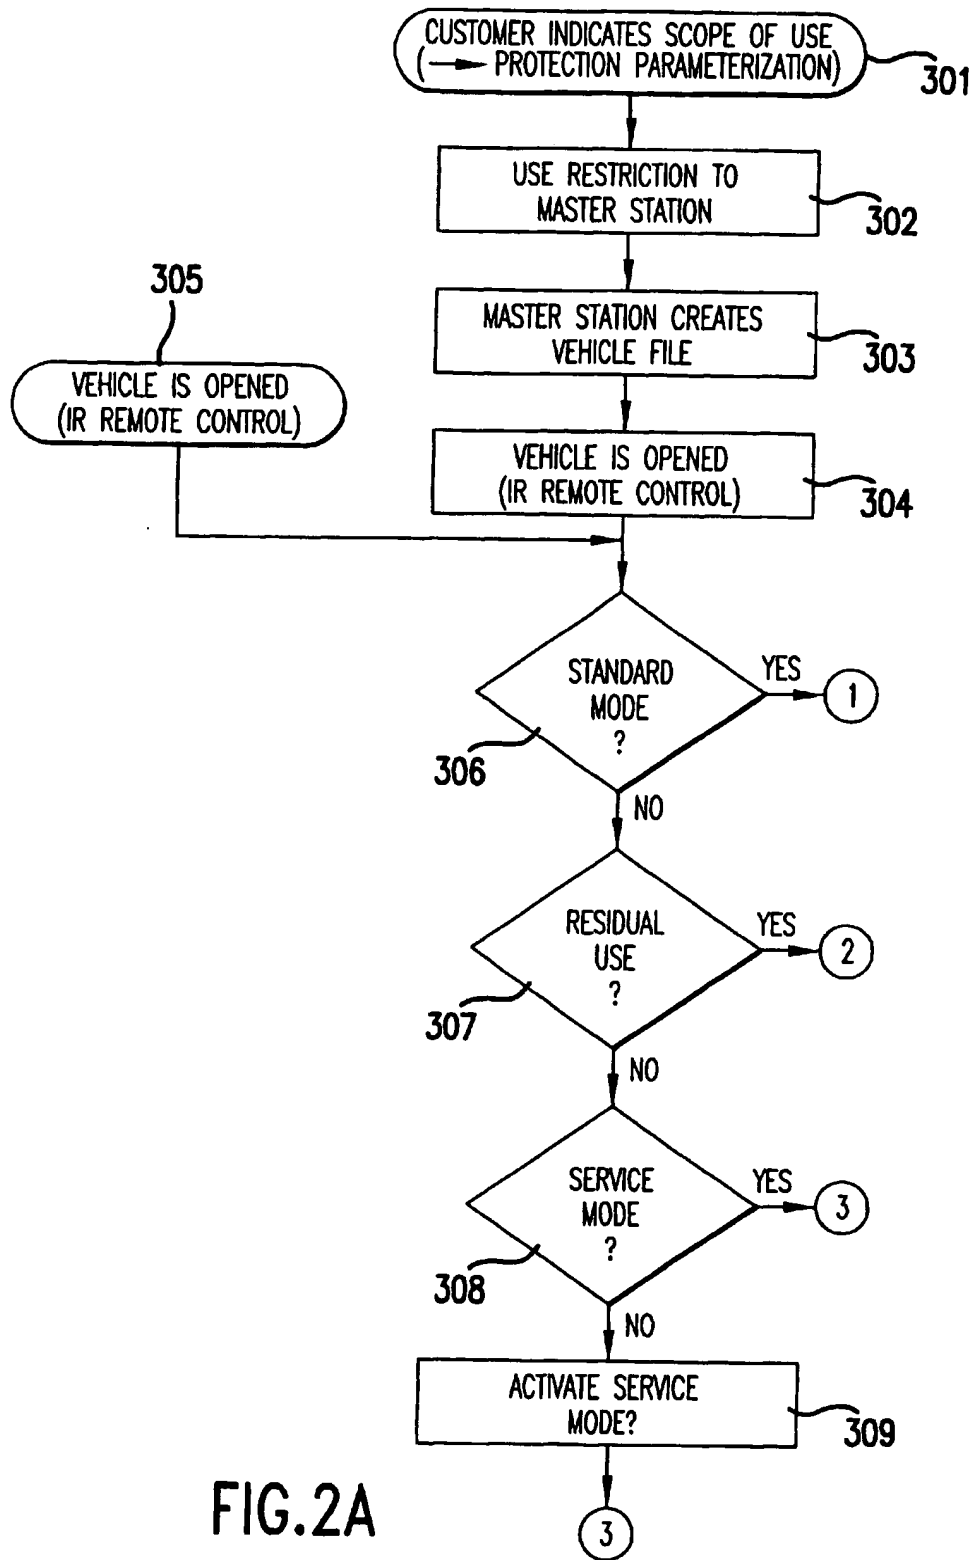 CUSTOMER INDICATES SCOPE OF USE
(→ PROTECTION PARAMETERIZATION)
301
USE RESTRICTION TO
MASTER STATION
302
MASTER STATION CREATES
VEHICLE FILE
303
305
VEHICLE IS OPENED
(IR REMOTE CONTROL)
VEHICLE IS OPENED
(IR REMOTE CONTROL)
304
STANDARD
MODE
?
306
YES
1
NO
RESIDUAL
USE
?
307
YES
2
NO
SERVICE
MODE
?
308
YES
3
NO
ACTIVATE SERVICE
MODE?
309
3
FIG.2A